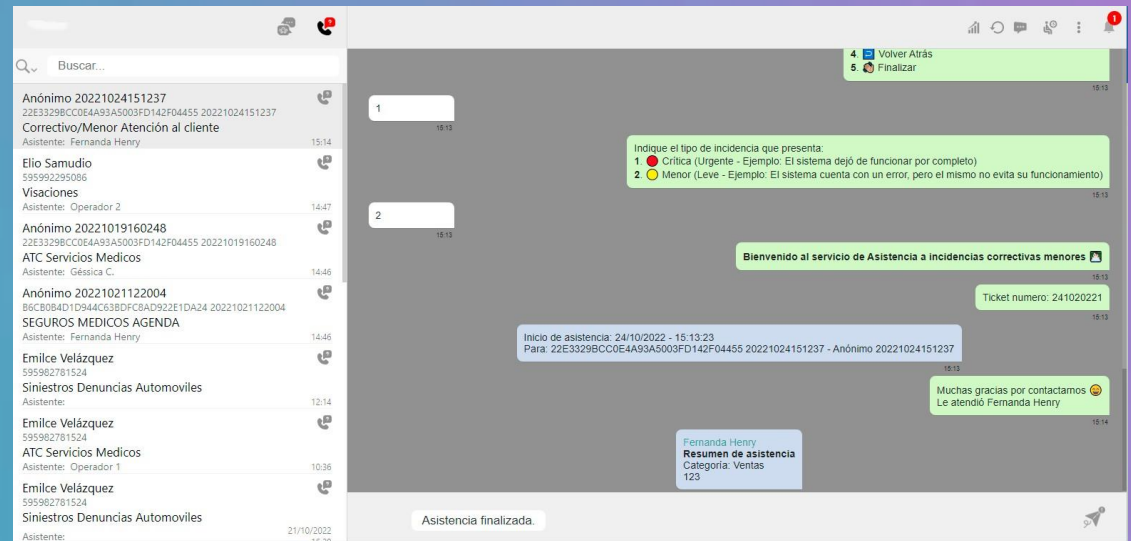 Buscar...
Anónimo 20221024151237
22E3329BCC0E4A93A5003FD142F04455 20221024151237
Correctivo/Menor Atención al cliente
Asistente: Fernanda Henry 15:14
Elio Samudio
595992295086
Visaciones
Asistente: Operador 2 14:47
Anónimo 20221019160248
22E3329BCC0E4A93A5003FD142F04455 20221019160248
ATC Servicios Medicos
Asistente: Géssica C. 14:46
Anónimo 20221021122004
B6CB0B4D1D944C63BDFC8AD922E1DA24 20221021122004
SEGUROS MEDICOS AGENDA
Asistente: Fernanda Henry 14:46
Emilce Velázquez
595982781524
Siniestros Denuncias Automoviles
Asistente: 12:14
Emilce Velázquez
595982781524
ATC Servicios Medicos
Asistente: Operador 1 10:36
Emilce Velázquez
595982781524
Siniestros Denuncias Automoviles
21/10/2022
Asistente:
1
4. Volver Atrás
5. Finalizar
15:13
1
15:13
Indique el tipo de incidencia que presenta:
1. Crítica (Urgente - Ejemplo: El sistema dejó de funcionar por completo)
2. Menor (Leve - Ejemplo: El sistema cuenta con un error, pero el mismo no evita su funcionamiento)
15:13
2
15:13
Bienvenido al servicio de Asistencia a incidencias correctivas menores
15:13
Ticket numero: 241020221
15:13
Inicio de asistencia: 24/10/2022 - 15:13:23
Para: 22E3329BCC0E4A93A5003FD142F04455 20221024151237 - Anónimo 20221024151237
15:13
Muchas gracias por contactarnos
Le atendió Fernanda Henry
15:14
Fernanda Henry
Resumen de asistencia
Categoría: Ventas
123
Asistencia finalizada.